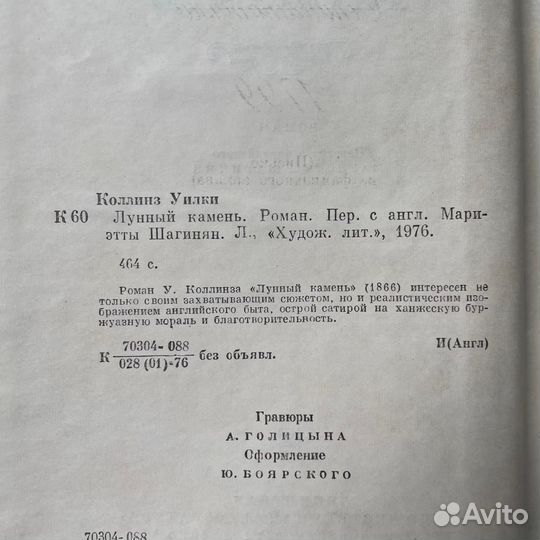 1799
Коллинз Уилки
К 60 Лунный камень. Роман. Пер. с англ. Мари-
этты Шагинян. Л., «Худож. лит.», 1976.
464 с.
Роман У. Коллинза «Лунный камень» (1866) интересен не
только своим захватывающим сюжетом, но и реалистическим изо-
бражением английского быта, острой сатирой на ханжескую бур-
жуазную мораль и благотворительность.
К 70304-088
028 (01)-76 без объявл.
И(Англ)
Гравюры
А. ГОЛИЦЫНА
Оформление
Ю. БОЯРСКОГО
70304-088
Avito